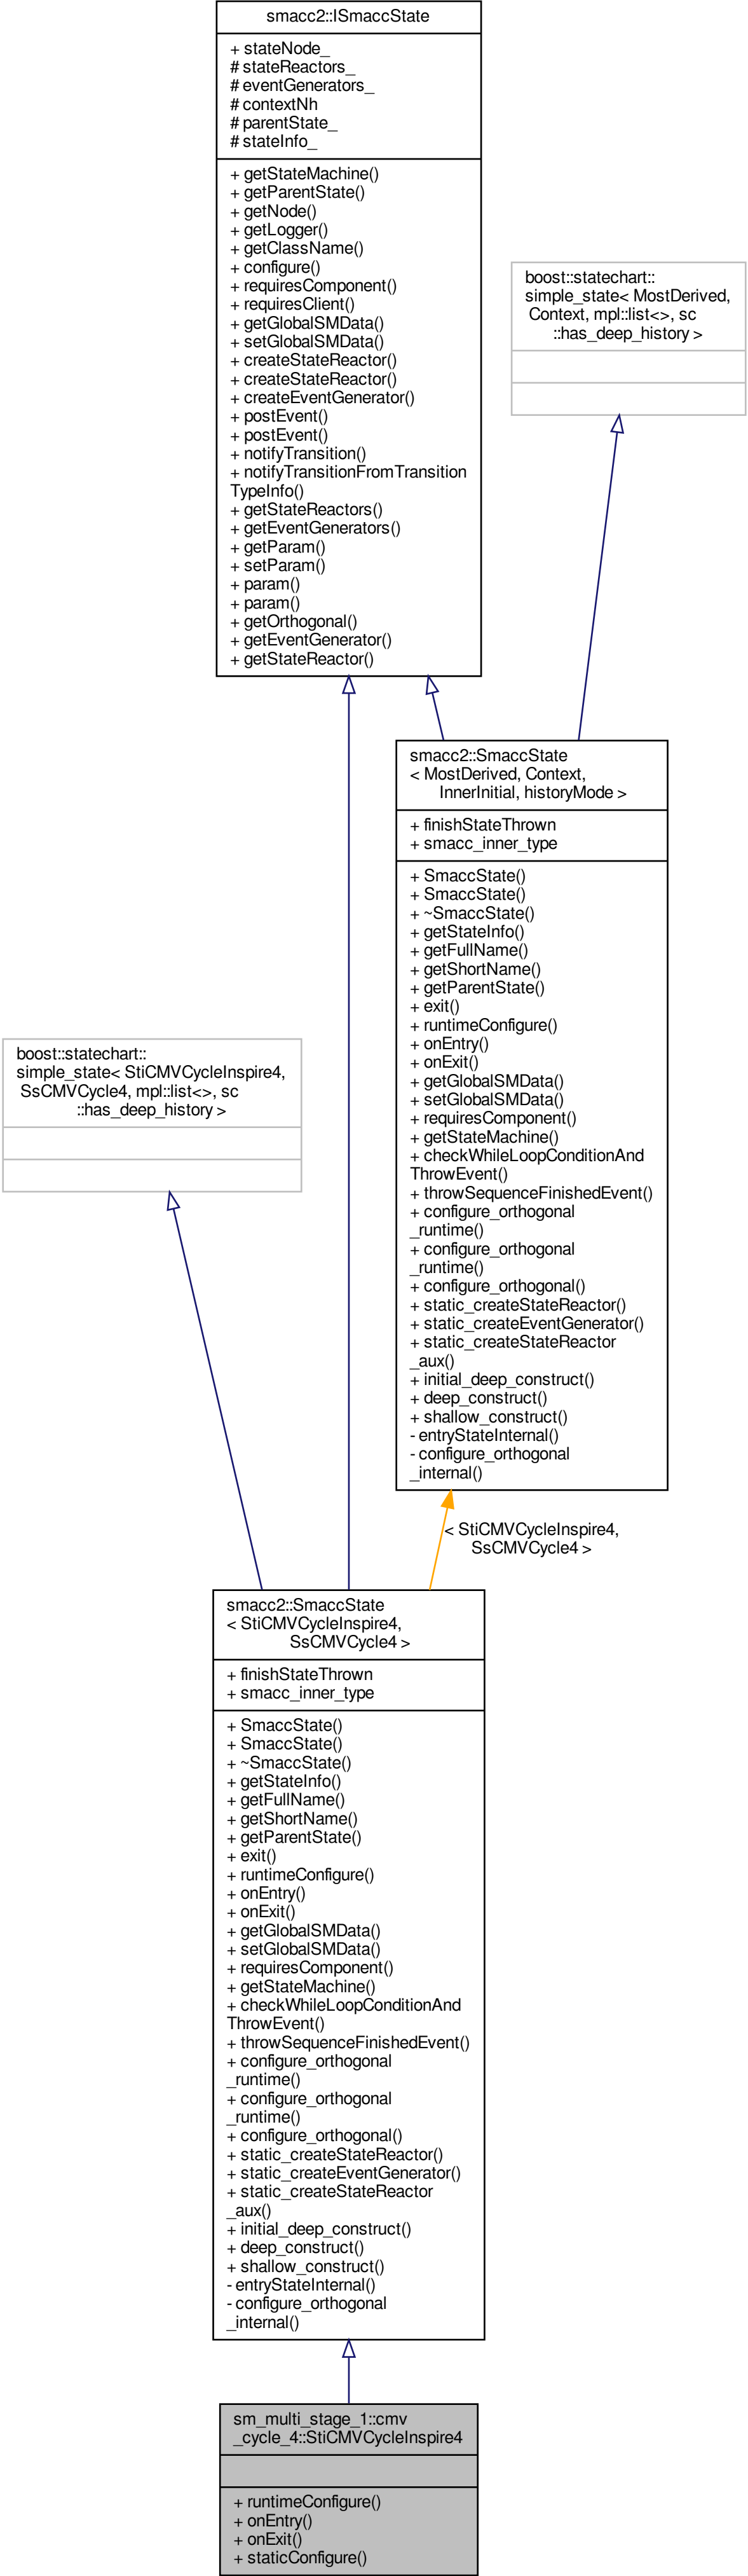 smacc2::ISmaccState
+ stateNode_
# stateReactors_
# eventGenerators_
# contextNh
# parentState_
# stateInfo_
+ getStateMachine()
+ getParentState()
+ getNode()
+ getLogger()
+ getClassName()
+ configure()
+ requiresComponent()
+ requiresClient()
+ getGlobalSMData()
+ setGlobalSMData()
+ createStateReactor()
+ createStateReactor()
+ createEventGenerator()
+ postEvent()
+ postEvent()
+ notifyTransition()
+ notifyTransitionFromTransition
TypeInfo()
+ getStateReactors()
+ getEventGenerators()
+ getParam()
+ setParam()
+ param()
+ param()
+ getOrthogonal()
+ getEventGenerator()
+ getStateReactor()
boost::statechart::
simple_state< MostDerived,
Context, mpl::list<>, sc
::has_deep_history >
smacc2::SmaccState
< MostDerived, Context,
InnerInitial, historyMode >
+ finishStateThrown
+ smacc_inner_type
+ SmaccState()
+ SmaccState()
+ ~SmaccState()
+ getStateInfo()
+ getFullName()
+ getShortName()
+ getParentState()
+ exit()
+ runtimeConfigure()
+ onEntry()
+ onExit()
+ getGlobalSMData()
+ setGlobalSMData()
+ requiresComponent()
+ getStateMachine()
+ checkWhileLoopConditionAnd
ThrowEvent()
+ throwSequenceFinishedEvent()
+ configure_orthogonal
_runtime()
+ configure_orthogonal
_runtime()
+ configure_orthogonal()
+ static_createStateReactor()
+ static_createEventGenerator()
+ static_createStateReactor
_aux()
+ initial_deep_construct()
+ deep_construct()
+ shallow_construct()
- entryStateInternal()
- configure_orthogonal
_internal()
boost::statechart::
simple_state< StiCMVCycleInspire4,
SsCMVCycle4, mpl::list<>, sc
::has_deep_history >
< StiCMVCycleInspire4,
SsCMVCycle4 >
smacc2::SmaccState
< StiCMVCycleInspire4,
SsCMVCycle4 >
+ finishStateThrown
+ smacc_inner_type
+ SmaccState()
+ SmaccState()
+ ~SmaccState()
+ getStateInfo()
+ getFullName()
+ getShortName()
+ getParentState()
+ exit()
+ runtimeConfigure()
+ onEntry()
+ onExit()
+ getGlobalSMData()
+ setGlobalSMData()
+ requiresComponent()
+ getStateMachine()
+ checkWhileLoopConditionAnd
ThrowEvent()
+ throwSequenceFinishedEvent()
+ configure_orthogonal
_runtime()
+ configure_orthogonal
_runtime()
+ configure_orthogonal()
+ static_createStateReactor()
+ static_createEventGenerator()
+ static_createStateReactor
_aux()
+ initial_deep_construct()
+ deep_construct()
+ shallow_construct()
- entryStateInternal()
- configure_orthogonal
_internal()
sm_multi_stage_1::cmv
_cycle_4::StiCMVCycleInspire4
+ runtimeConfigure()
+ onEntry()
+ onExit()
+ staticConfigure()